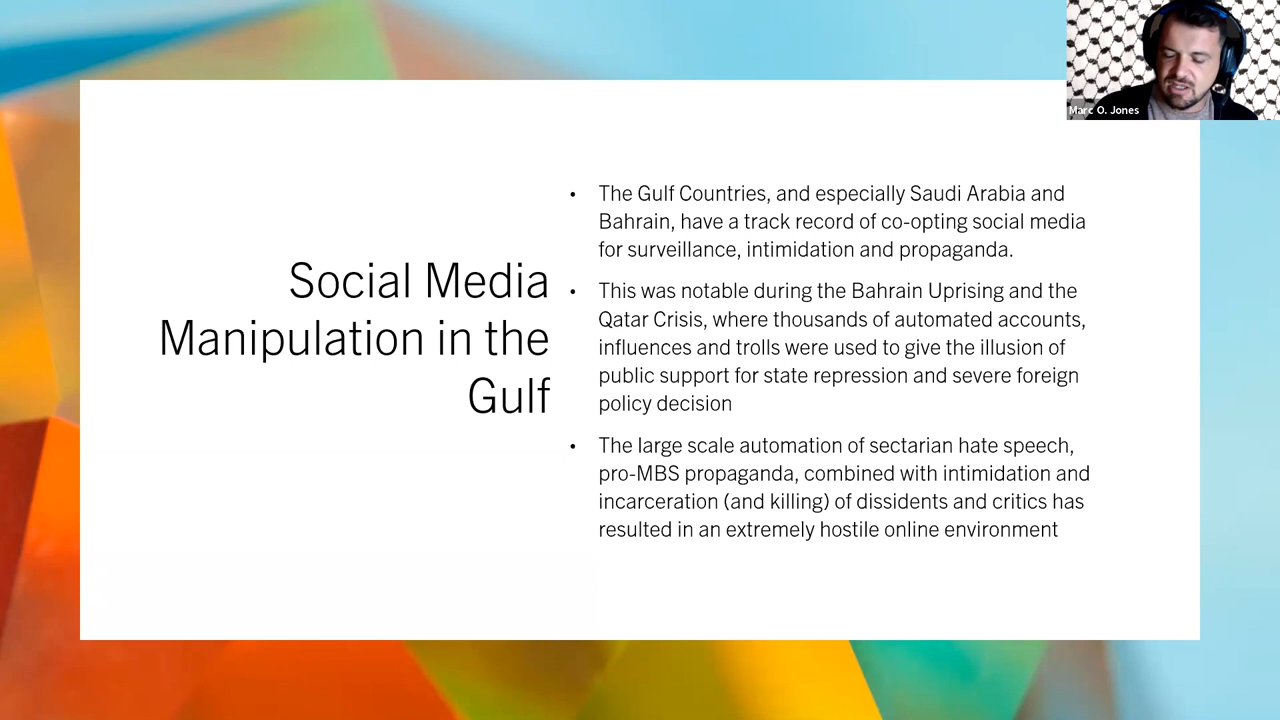 Marc O. Jones
Social Media
Manipulation in the
Gulf
• The Gulf Countries, and especially Saudi Arabia and
Bahrain, have a track record of co-opting social media
for surveillance, intimidation and propaganda.
• This was notable during the Bahrain Uprising and the
Qatar Crisis, where thousands of automated accounts,
influences and trolls were used to give the illusion of
public support for state repression and severe foreign
policy decision
• The large scale automation of sectarian hate speech,
pro-MBS propaganda, combined with intimidation and
incarceration (and killing) of dissidents and critics has
resulted in an extremely hostile online environment